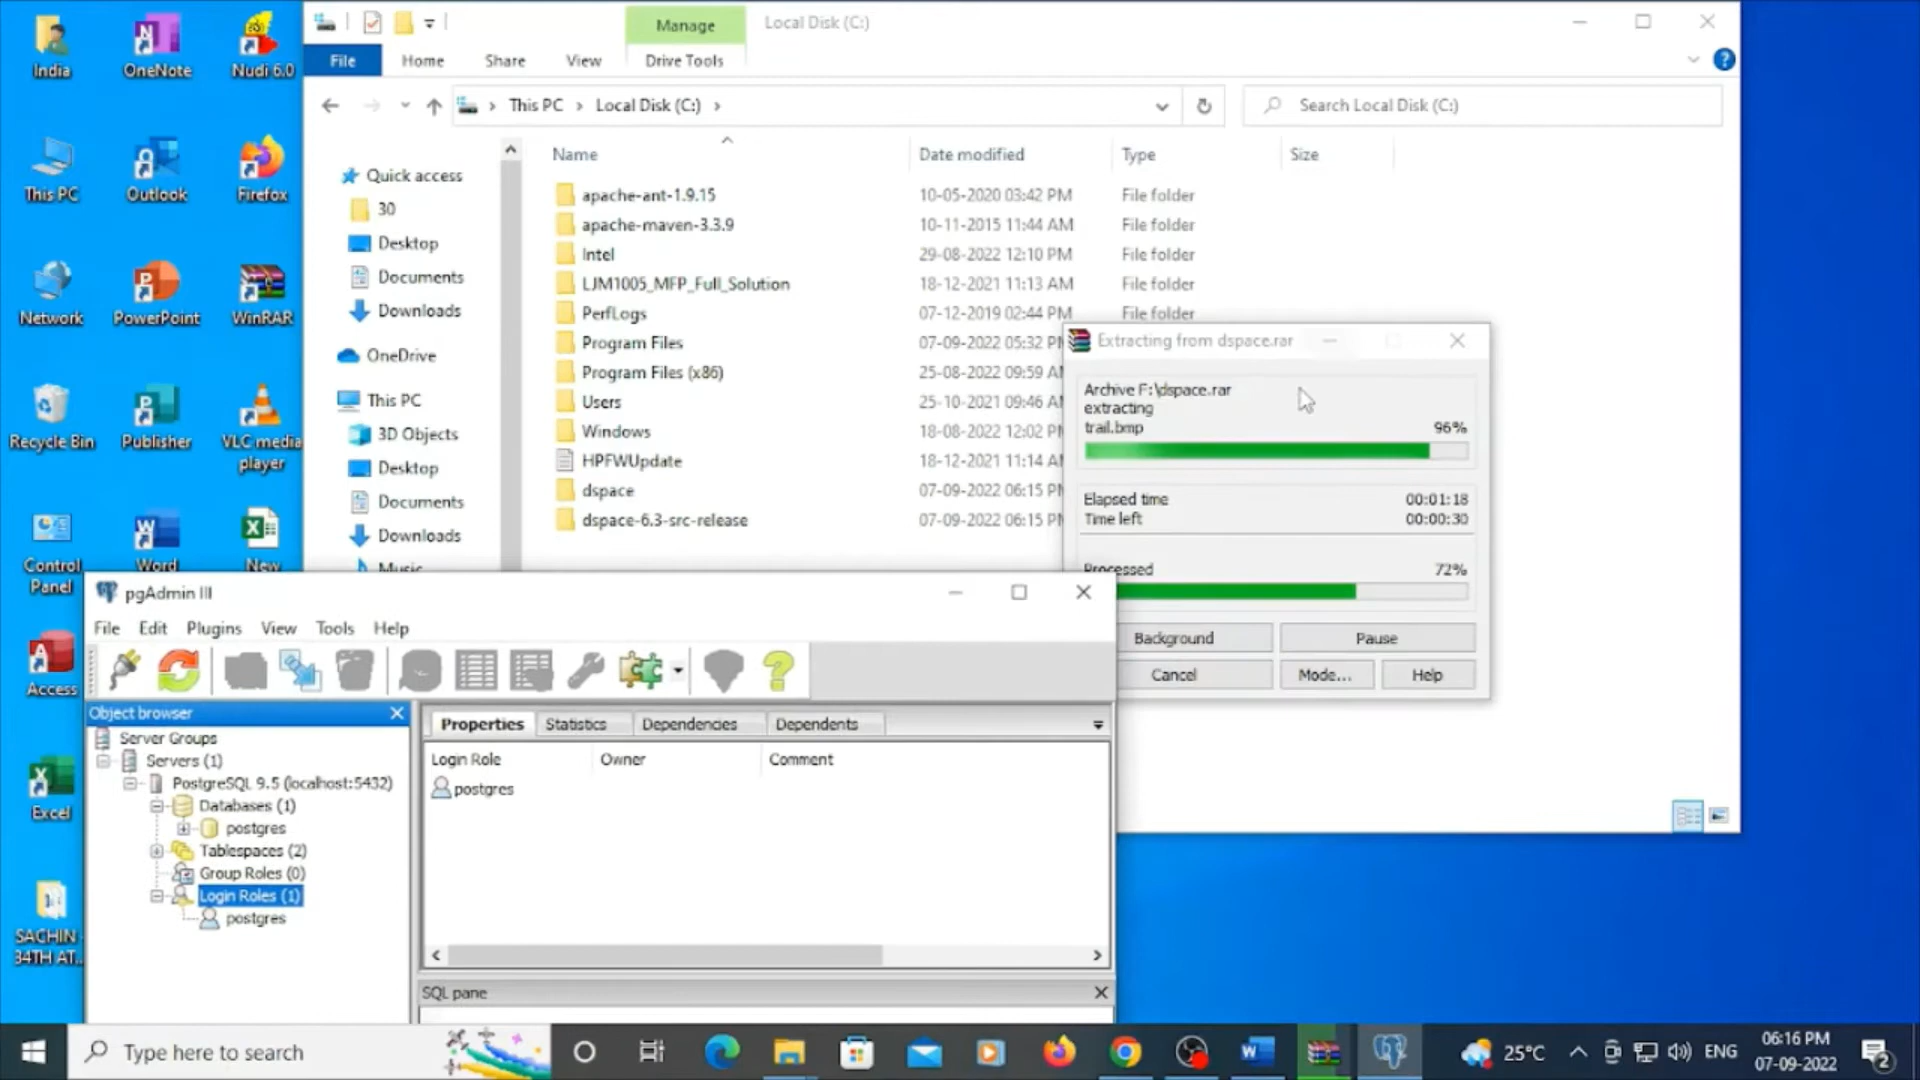 India
OneNote
Nudi 6.0
This PC
Outlook
Firefox
Network
PowerPoint
WinRAR
Recycle Bin
Publisher
VLC media
player
Control
Panel
Word
New
Access
Excel
SACHIN
34TH AT...
Manage
Local Disk (C:)
File
Home
Share
View
Drive Tools
This PC
Local Disk (C:)
Search Local Disk (C:)
Quick access
30
Desktop
Documents
Downloads
OneDrive
This PC
3D Objects
Desktop
Documents
Downloads
Music
Name Date modified Type Size
apache-ant-1.9.15 10-05-2020 03:42 PM File folder
apache-maven-3.3.9 10-11-2015 11:44 AM File folder
Intel 29-08-2022 12:10 PM File folder
LJM1005_MFP_Full_Solution 18-12-2021 11:13 AM File folder
PerfLogs 07-12-2019 02:44 PM File folder
Program Files 07-09-2022 05:32 PM
Program Files (x86) 25-08-2022 09:59 AM
Users 25-10-2021 09:46 AM
Windows 18-08-2022 12:02 PM
HPFWUpdate 18-12-2021 11:14 AM
dspace 07-09-2022 06:15 PM
dspace-6.3-src-release 07-09-2022 06:15 PM
Extracting from dspace.rar
Archive F:\dspace.rar
extracting
trail.bmp 96%
Elapsed time 00:01:18
Time left 00:00:30
Processed 72%
Background
Pause
Cancel
Mode...
Help
pgAdmin III
File Edit Plugins View Tools Help
Object browser
Server Groups
Servers (1)
PostgreSQL 9.5 (localhost:5432)
Databases (1)
postgres
Tablespaces (2)
Group Roles (0)
Login Roles (1)
postgres
Properties Statistics Dependencies Dependents
Login Role Owner Comment
postgres
SQL pane
Type here to search
25°C
ENG
06:16 PM
07-09-2022
2